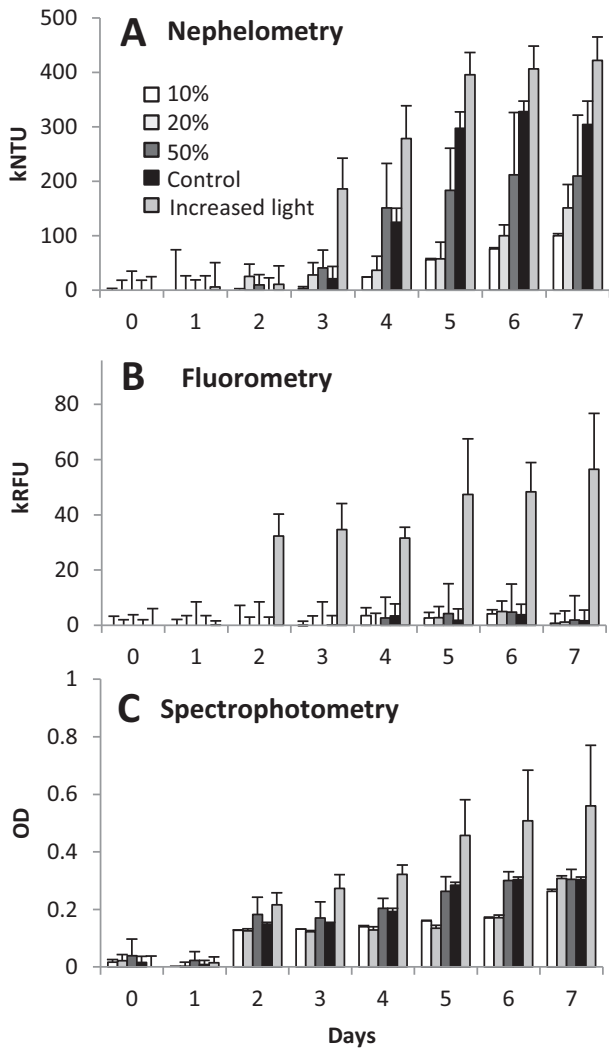 A Nephelometry
500
400
300
200
100
0
kNTU
10%
20%
50%
Control
Increased light
0 1 2 3 4 5 6 7
B Fluorometry
80
60
40
20
0
kRFU
0 1 2 3 4 5 6 7
C Spectrophotometry
1
0.8
0.6
0.4
0.2
0
OD
0 1 2 3 4 5 6 7
Days